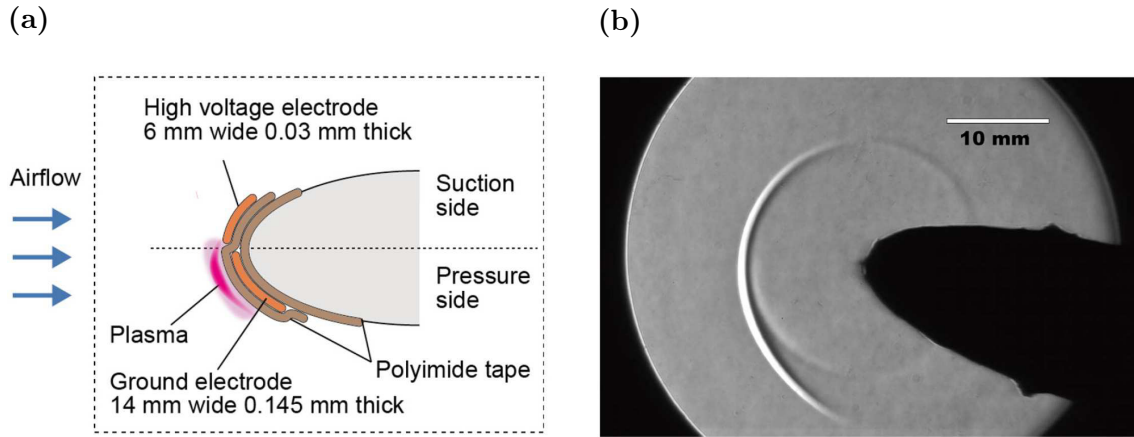 (a)
(b)
High voltage electrode
6 mm wide 0.03 mm thick
Airflow
Suction
side
Pressure
side
Plasma
Polyimide tape
Ground electrode
14 mm wide 0.145 mm thick
10 mm